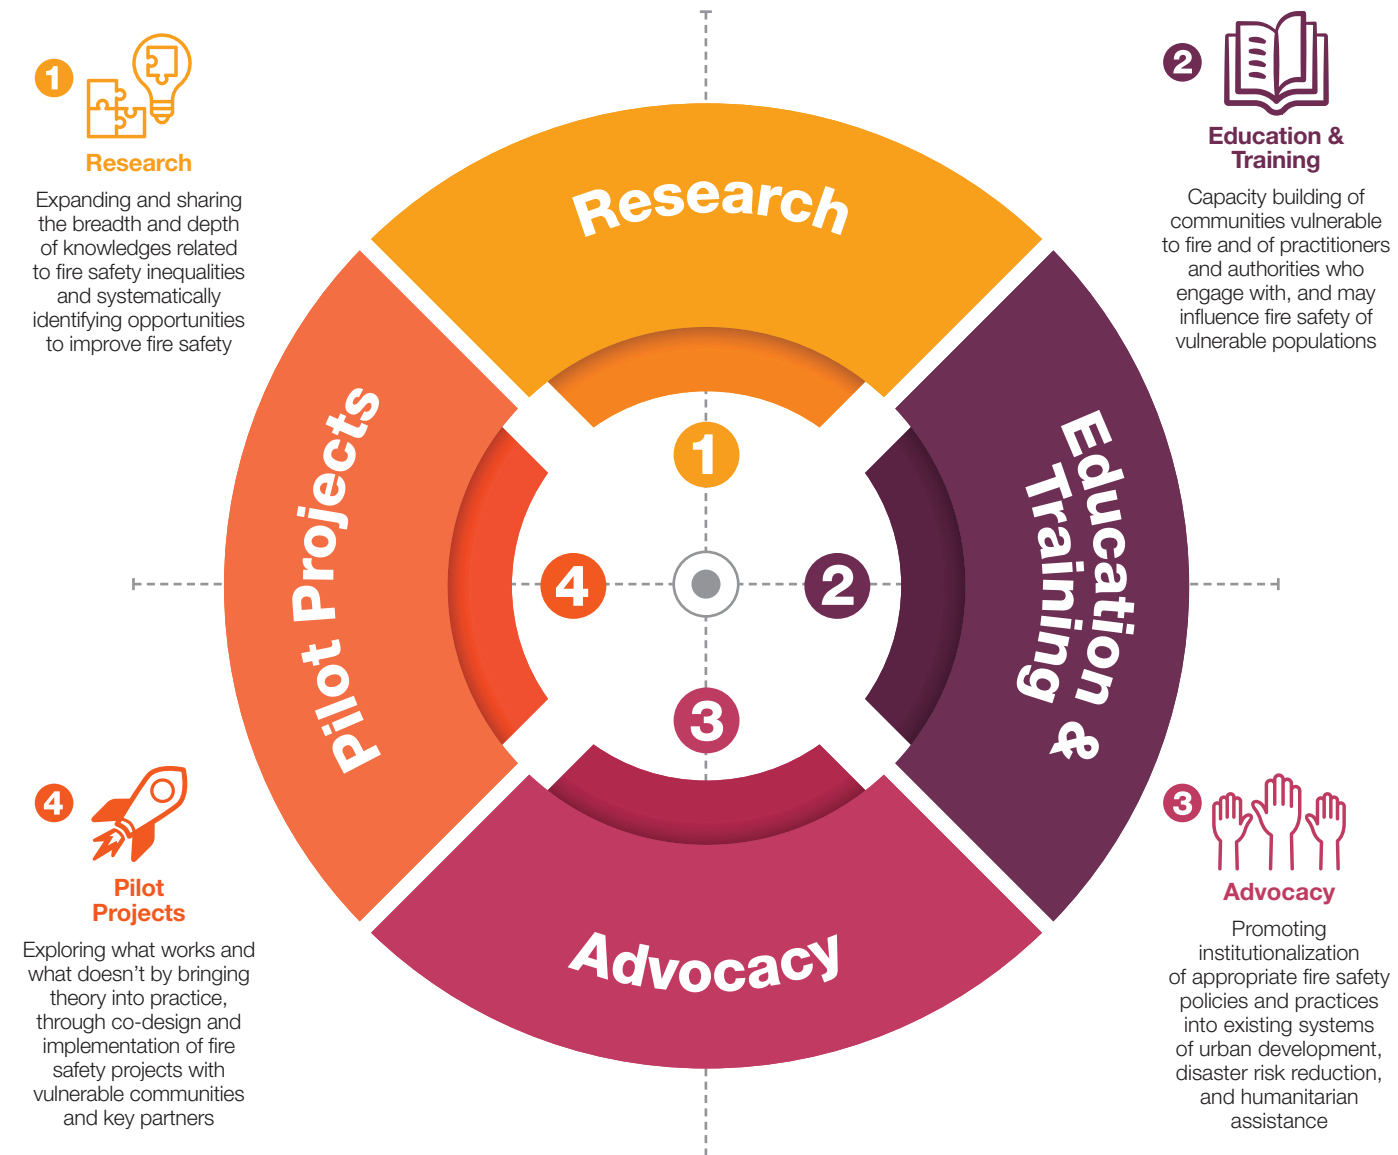 1
Research
Expanding and sharing
the breadth and depth
of knowledges related
to fire safety inequalities
and systematically
identifying opportunities
to improve fire safety
2
Education &
Training
Capacity building of
communities vulnerable
to fire and of practitioners
and authorities who
engage with, and may
influence fire safety of
vulnerable populations
Research
Education &
Training
Advocacy
Pilot Projects
1
2
3
4
4
Pilot
Projects
Exploring what works and
what doesn’t by bringing
theory into practice,
through co-design and
implementation of fire
safety projects with
vulnerable communities
and key partners
3
Advocacy
Promoting
institutionalization
of appropriate fire safety
policies and practices
into existing systems
of urban development,
disaster risk reduction,
and humanitarian
assistance